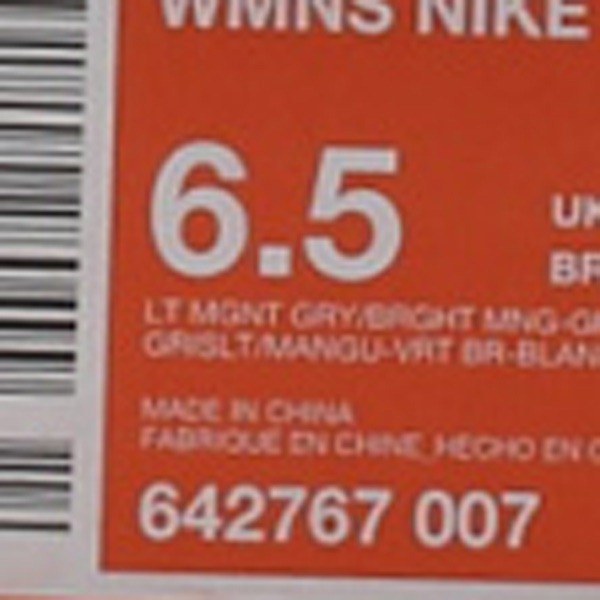 WMNS NIKE
6.5
UK
BR
LT MGNT GRY/BRGHT MNG-GR
GRISLT/MANGU-VRT BR-BLAN
MADE IN CHINA
FABRIQUE EN CHINE, HECHO EN C
642767 007